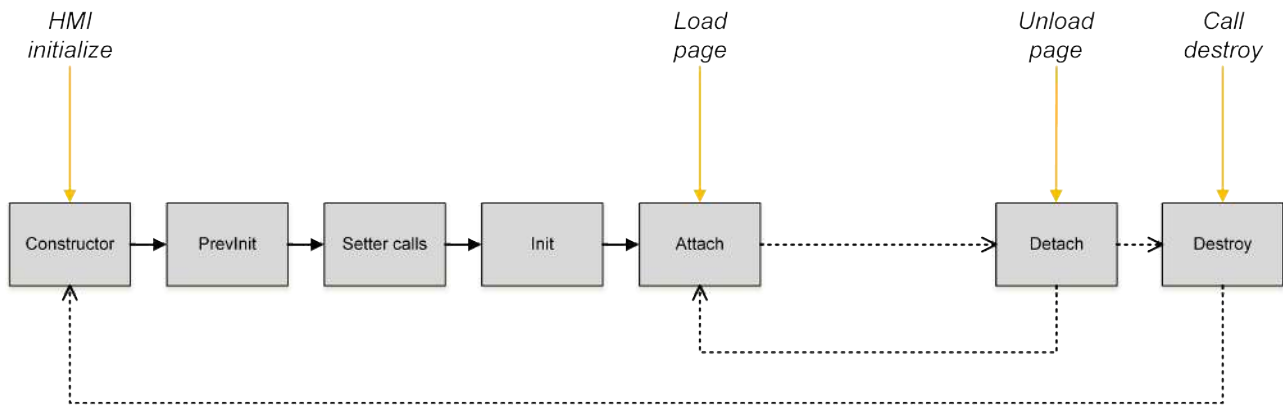 HMI
initialize
Load
page
Unload
page
Call
destroy
Constructor
PrevInit
Setter calls
Init
Attach
Detach
Destroy